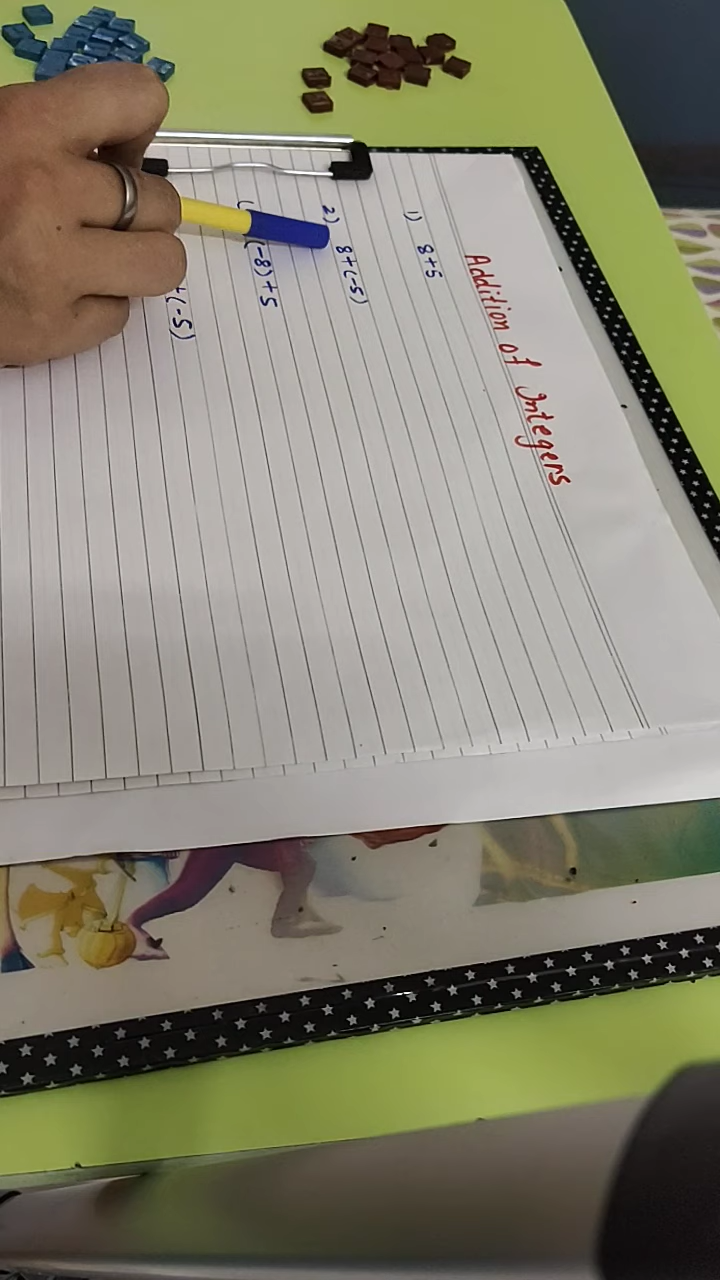 Addition of Integers
1) 8+5
2) 8+(-5)
(-8)+5
+(-5)